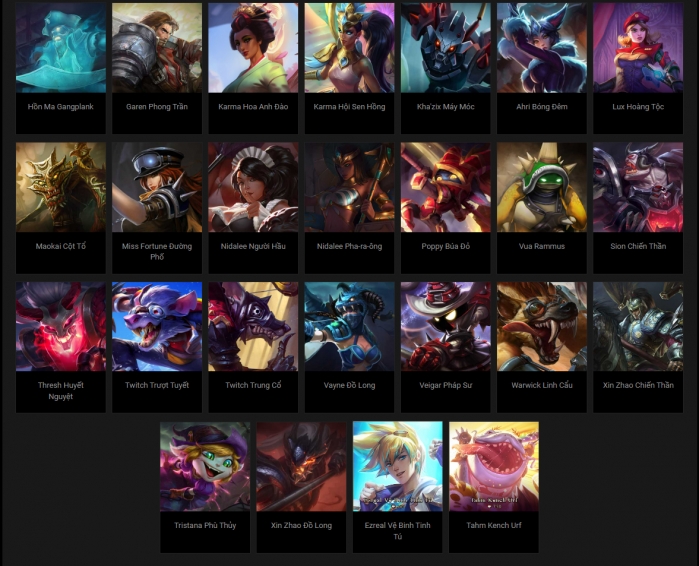 Hồn Ma Gangplank
Garen Phong Trần
Karma Hoa Anh Đào
Karma Hội Sen Hồng
Kha'zix Máy Móc
Ahri Bóng Đêm
Lux Hoàng Tộc
Maokai Cột Tổ
Miss Fortune Đường
Phố
Nidalee Người Hầu
Nidalee Pha-ra-ông
Poppy Búa Đỏ
Vua Rammus
Sion Chiến Thần
Thresh Huyết
Nguyệt
Twitch Trượt Tuyết
Twitch Trung Cổ
Vayne Đồ Long
Veigar Pháp Sư
Warwick Linh Cẩu
Xin Zhao Chiến Thần
Tristana Phù Thủy
Xin Zhao Đồ Long
Ezreal Vệ Binh Tinh
Tú
Tahm Kench Urf